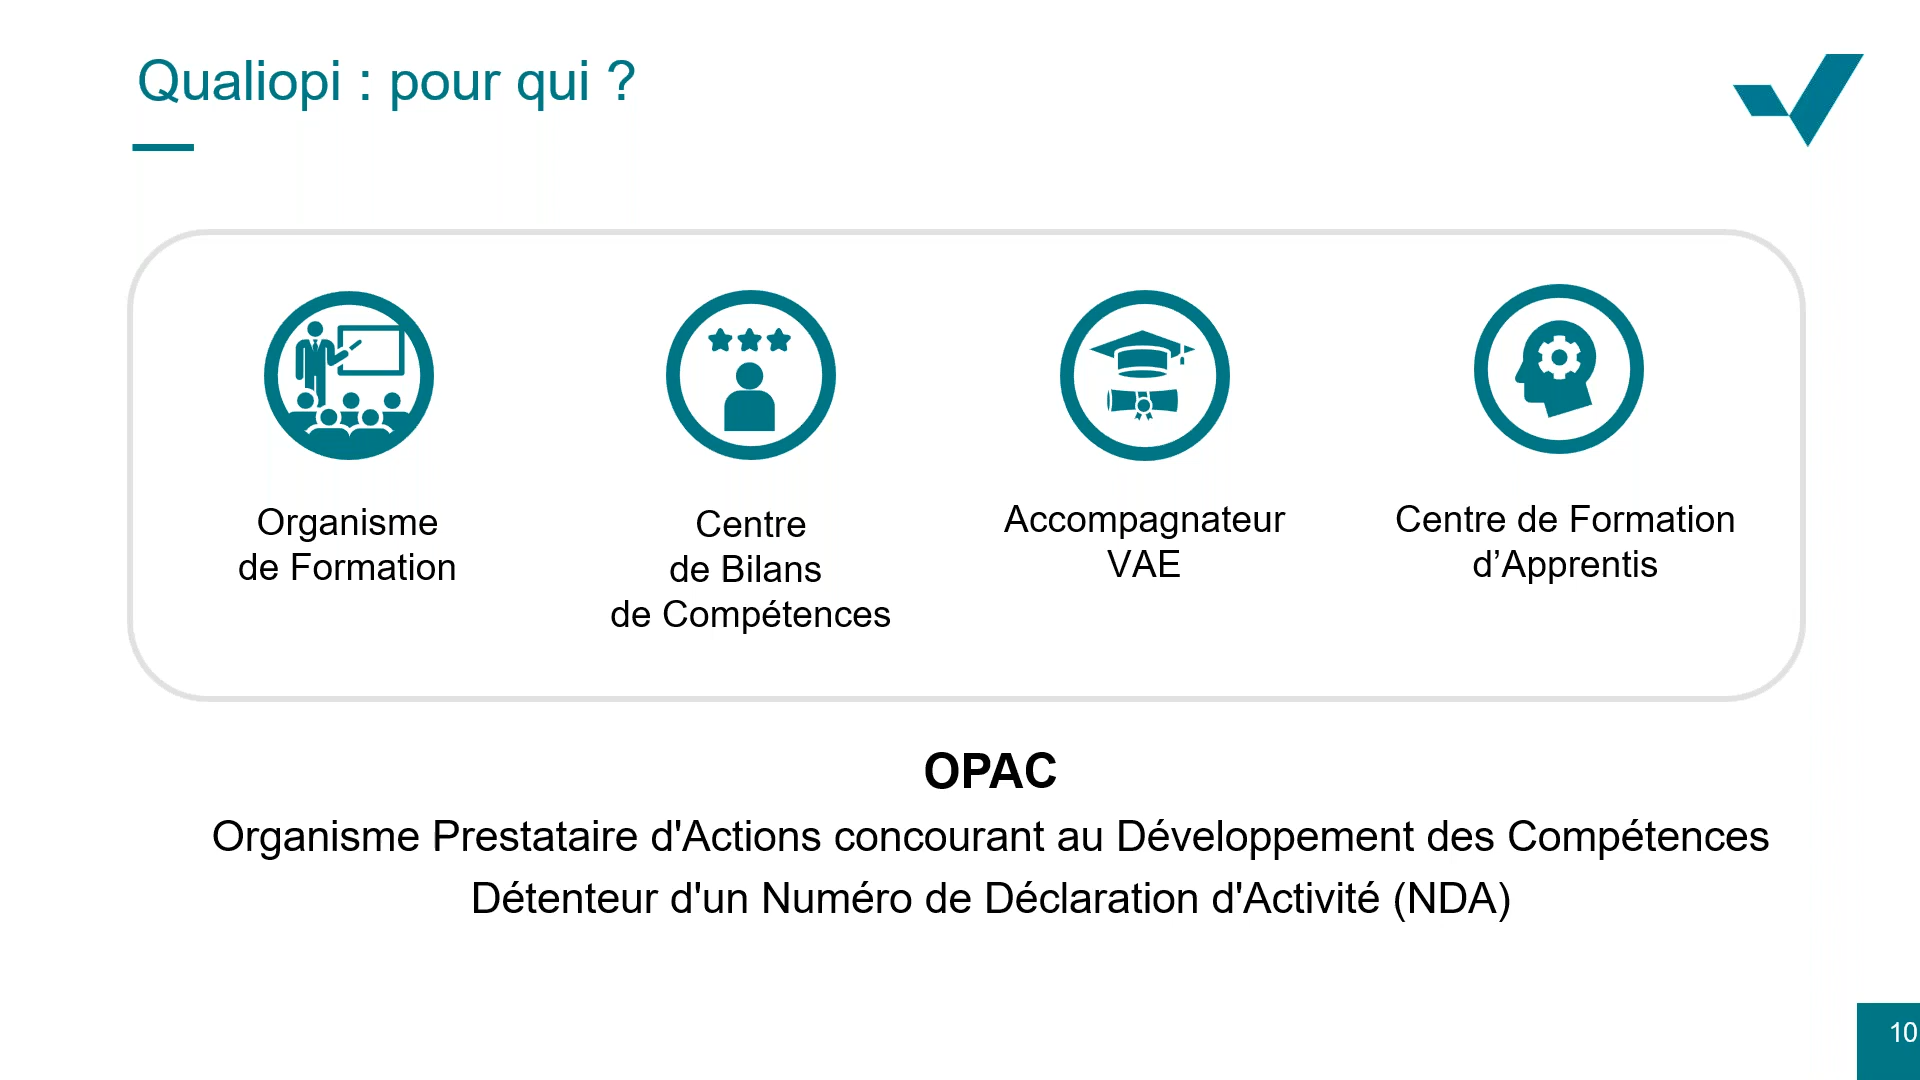 Qualiopi : pour qui ?
Organisme
de Formation
Centre
de Bilans
de Compétences
Accompagnateur
VAE
Centre de Formation
d’Apprentis
OPAC
Organisme Prestataire d'Actions concourant au Développement des Compétences
Détenteur d'un Numéro de Déclaration d'Activité (NDA)
10